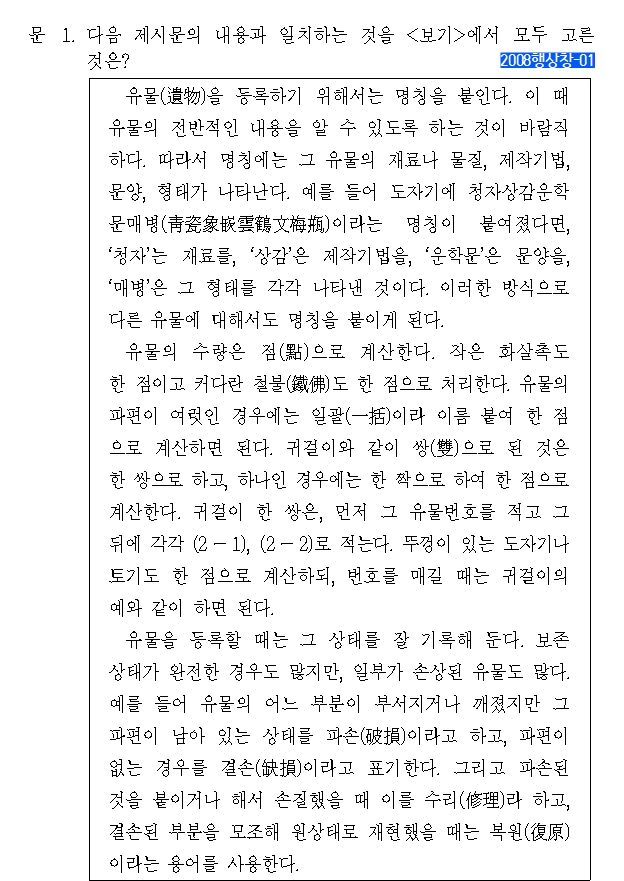 문 1. 다음 제시문의 내용과 일치하는 것을 <보기>에서 모두 고른
것은?
2008행상창-01
유물(遺物)을 등록하기 위해서는 명칭을 붙인다. 이 때
유물의 전반적인 내용을 알 수 있도록 하는 것이 바람직
하다. 따라서 명칭에는 그 유물의 재료나 물질, 제작기법,
문양, 형태가 나타난다. 예를 들어 도자기에 청자상감운학
문매병(靑瓷象嵌雲鶴文梅甁)이라는 명칭이 붙여졌다면,
‘청자’는 재료를, ‘상감’은 제작기법을, ‘운학문’은 문양을,
‘매병’은 그 형태를 각각 나타낸 것이다. 이러한 방식으로
다른 유물에 대해서도 명칭을 붙이게 된다.
유물의 수량은 점(點)으로 계산한다. 작은 화살촉도
한 점이고 커다란 철불(鐵佛)도 한 점으로 처리한다. 유물의
파편이 여럿인 경우에는 일괄(一括)이라 이름 붙여 한 점
으로 계산하면 된다. 귀걸이와 같이 쌍(雙)으로 된 것은
한 쌍으로 하고, 하나인 경우에는 한 짝으로 하여 한 점으로
계산한다. 귀걸이 한 쌍은, 먼저 그 유물번호를 적고 그
뒤에 각각 (2－1), (2－2)로 적는다. 뚜껑이 있는 도자기나
토기도 한 점으로 계산하되, 번호를 매길 때는 귀걸이의
예와 같이 하면 된다.
유물을 등록할 때는 그 상태를 잘 기록해 둔다. 보존
상태가 완전한 경우도 많지만, 일부가 손상된 유물도 많다.
예를 들어 유물의 어느 부분이 부서지거나 깨졌지만 그
파편이 남아 있는 상태를 파손(破損)이라고 하고, 파편이
없는 경우를 결손(缺損)이라고 표기한다. 그리고 파손된
것을 붙이거나 해서 손질했을 때 이를 수리(修理)라 하고,
결손된 부분을 모조해 원상태로 재현했을 때는 복원(復原)
이라는 용어를 사용한다.